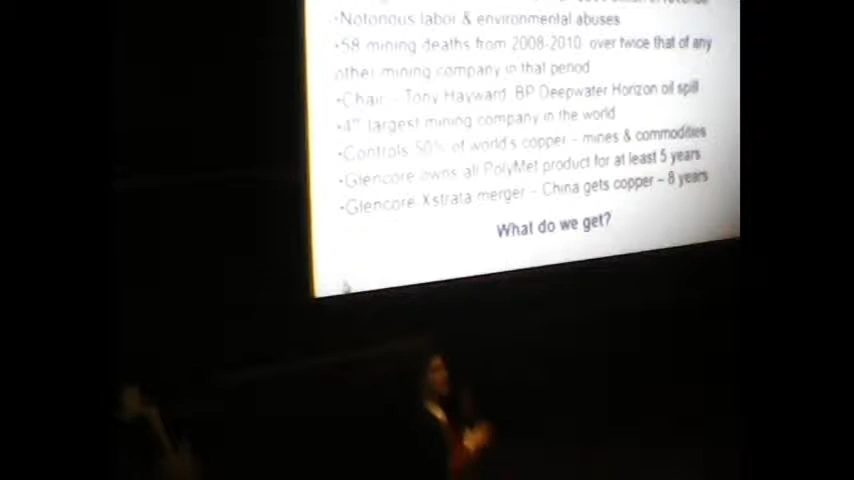 •Notorious labor & environmental abuses
•58 mining deaths from 2008-2010 over twice that of any
other mining company in that period
•Chair – Tony Hayward BP Deepwater Horizon oil spill
•4th largest mining company in the world
•Controls 50% of world's copper – mines & commodities
•Glencore owns all PolyMet product for at least 5 years
•Glencore Xstrata merger – China gets copper – 8 years
What do we get?